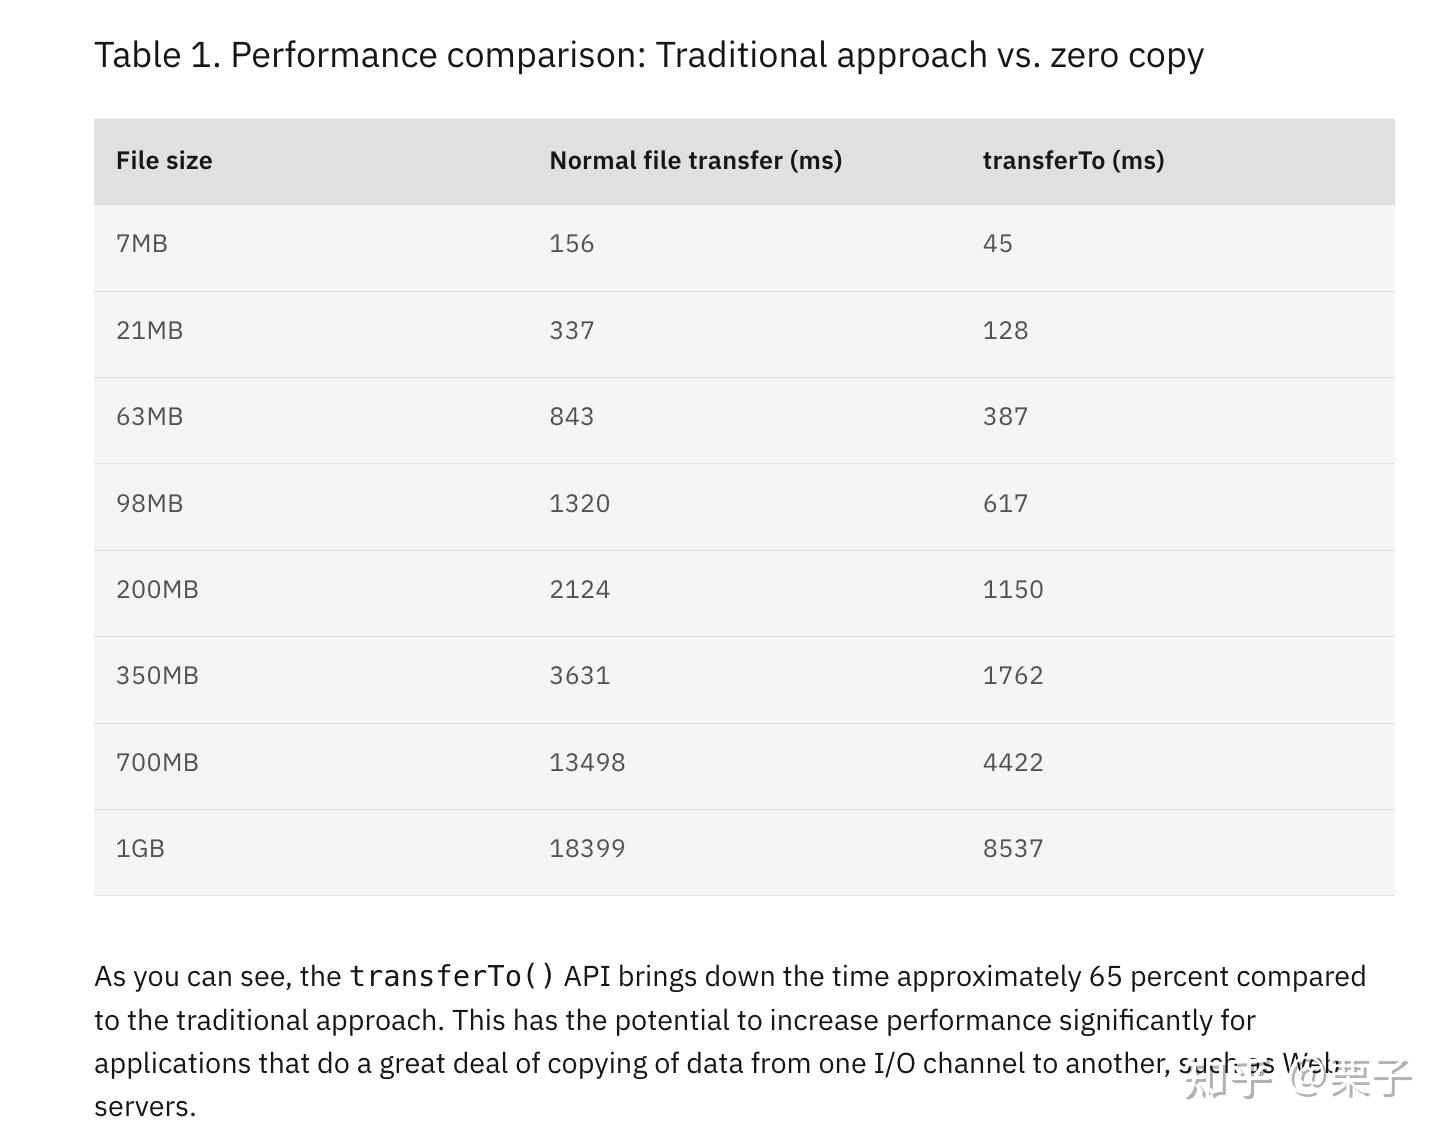 Table 1. Performance comparison: Traditional approach vs. zero copy
File size Normal file transfer (ms) transferTo (ms)
7MB 156 45
21MB 337 128
63MB 843 387
98MB 1320 617
200MB 2124 1150
350MB 3631 1762
700MB 13498 4422
1GB 18399 8537
As you can see, the transferTo() API brings down the time approximately 65 percent compared
to the traditional approach. This has the potential to increase performance significantly for
applications that do a great deal of copying of data from one I/O channel to another, such as Web
servers.
知乎 @栗子